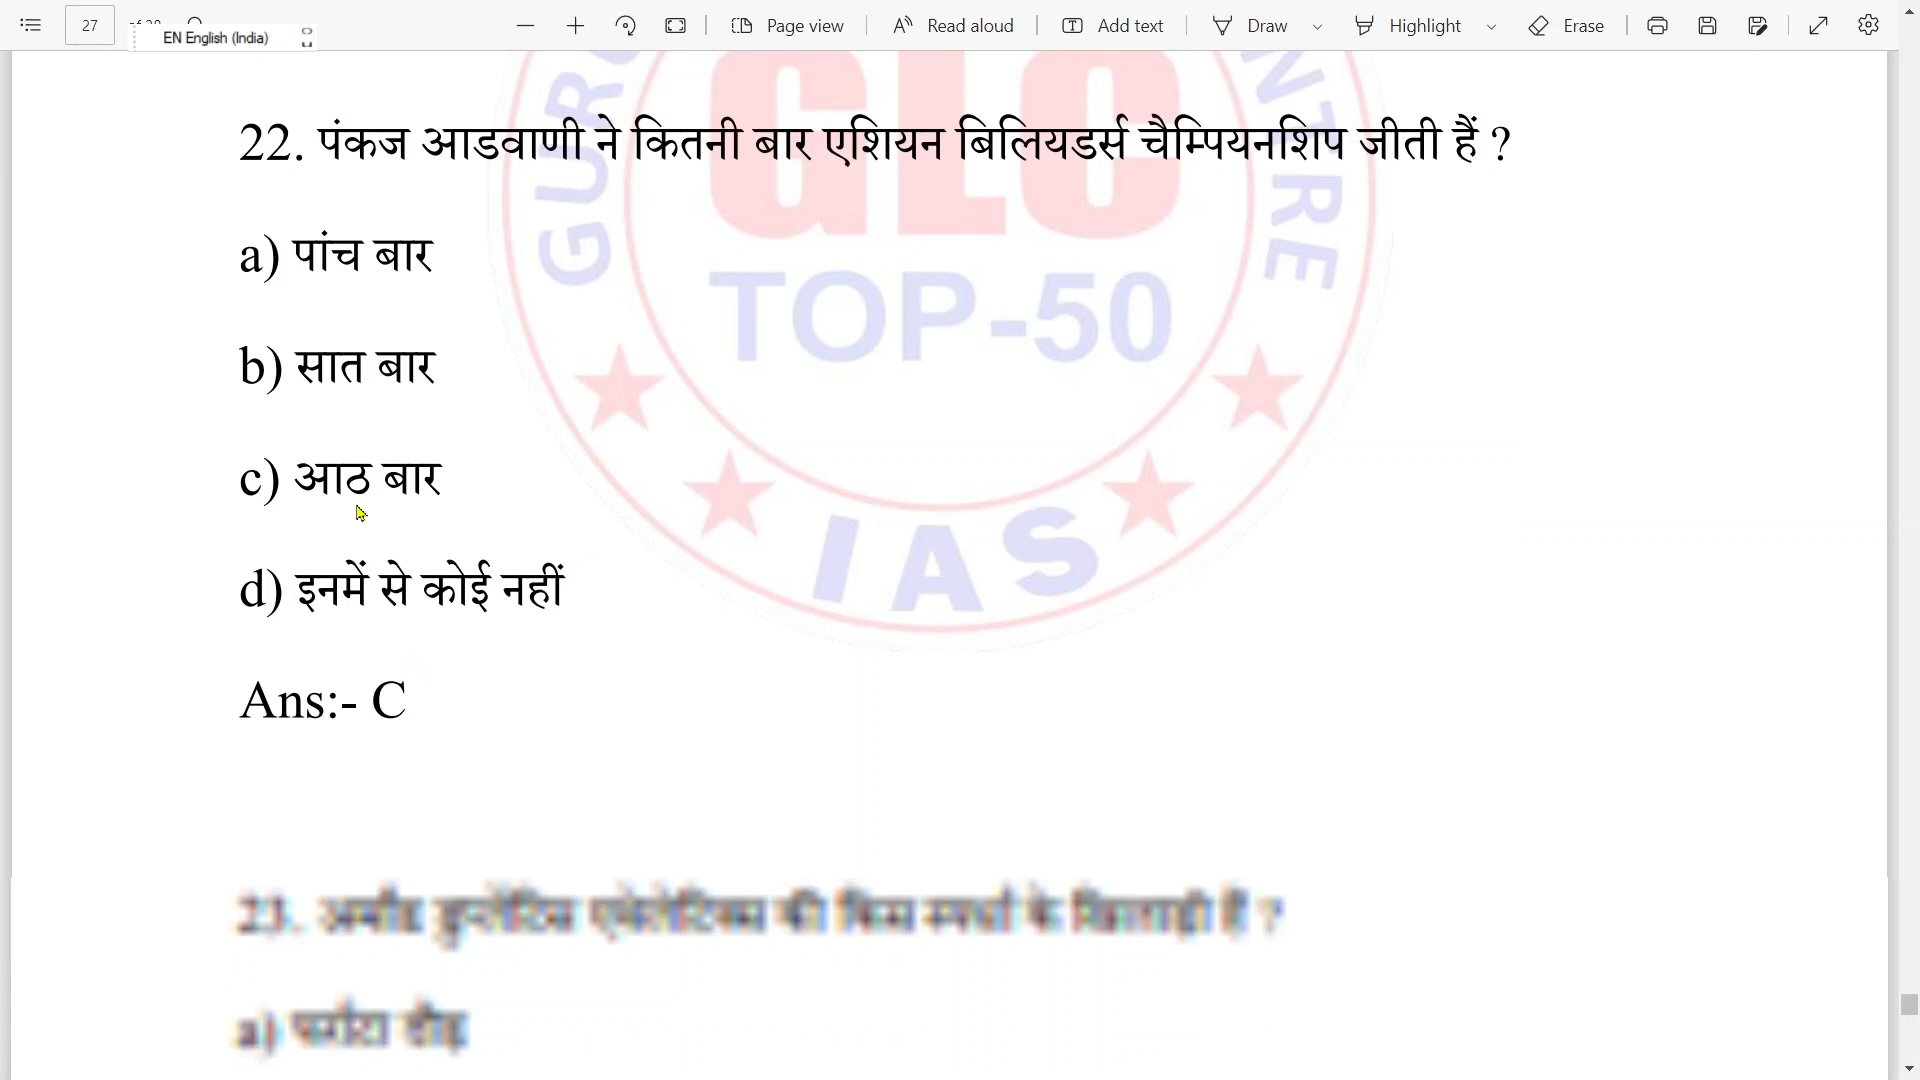 27
EN English (India)
Page view
Read aloud
Add text
Draw
Highlight
Erase
GLC
TOP-50
IAS
22. पंकज आडवाणी ने कितनी बार एशियन बिलियडर्स चैम्पियनशिप जीती हैं ?
a) पांच बार
b) सात बार
c) आठ बार
d) इनमें से कोई नहीं
Ans:- C